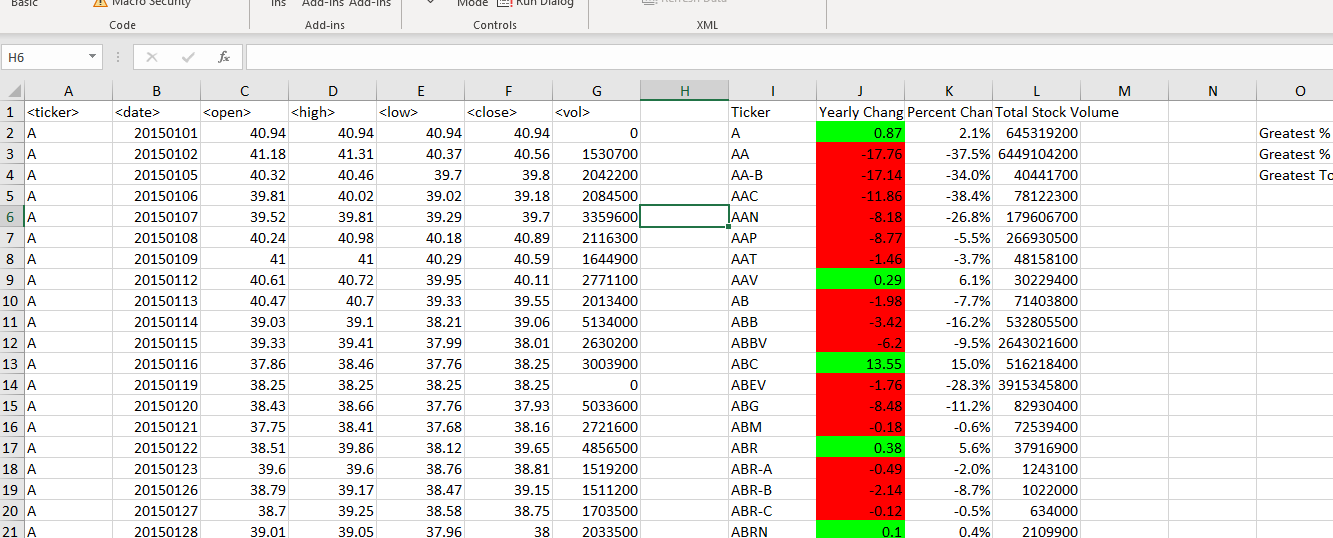 Basic Macro Security Ins Add-ins Add-Ins Mode Run Dialog Refresh Data
Code Add-ins Controls XML
H6 fx
A B C D E F G H I J K L M N O
1 <ticker> <date> <open> <high> <low> <close> <vol> Ticker Yearly Chang Percent Chan Total Stock Volume
2 A 20150101 40.94 40.94 40.94 40.94 0 A 0.87 2.1% 645319200 Greatest %
3 A 20150102 41.18 41.31 40.37 40.56 1530700 AA -17.76 -37.5% 6449104200 Greatest %
4 A 20150105 40.32 40.46 39.7 39.8 2042200 AA-B -17.14 -34.0% 40441700 Greatest To
5 A 20150106 39.81 40.02 39.02 39.18 2084500 AAC -11.86 -38.4% 78122300
6 A 20150107 39.52 39.81 39.29 39.7 3359600 AAN -8.18 -26.8% 179606700
7 A 20150108 40.24 40.98 40.18 40.89 2116300 AAP -8.77 -5.5% 266930500
8 A 20150109 41 41 40.29 40.59 1644900 AAT -1.46 -3.7% 48158100
9 A 20150112 40.61 40.72 39.95 40.11 2771100 AAV 0.29 6.1% 30229400
10 A 20150113 40.47 40.7 39.33 39.55 2013400 AB -1.98 -7.7% 71403800
11 A 20150114 39.03 39.1 38.21 39.06 5134000 ABB -3.42 -16.2% 532805500
12 A 20150115 39.33 39.41 37.99 38.01 2630200 ABBV -6.2 -9.5% 2643021600
13 A 20150116 37.86 38.46 37.76 38.25 3003900 ABC 13.55 15.0% 516218400
14 A 20150119 38.25 38.25 38.25 38.25 0 ABEV -1.76 -28.3% 3915345800
15 A 20150120 38.43 38.66 37.76 37.93 5033600 ABG -8.48 -11.2% 82930400
16 A 20150121 37.75 38.41 37.68 38.16 2721600 ABM -0.18 -0.6% 72539400
17 A 20150122 38.51 39.86 38.12 39.65 4856500 ABR 0.38 5.6% 37916900
18 A 20150123 39.6 39.6 38.76 38.81 1519200 ABR-A -0.49 -2.0% 1243100
19 A 20150126 38.79 39.17 38.47 39.15 1511200 ABR-B -2.14 -8.7% 1022000
20 A 20150127 38.7 39.25 38.58 38.75 1703500 ABR-C -0.12 -0.5% 634000
21 A 20150128 39.01 39.05 37.96 38 2033500 ABRN 0.1 0.4% 2109900